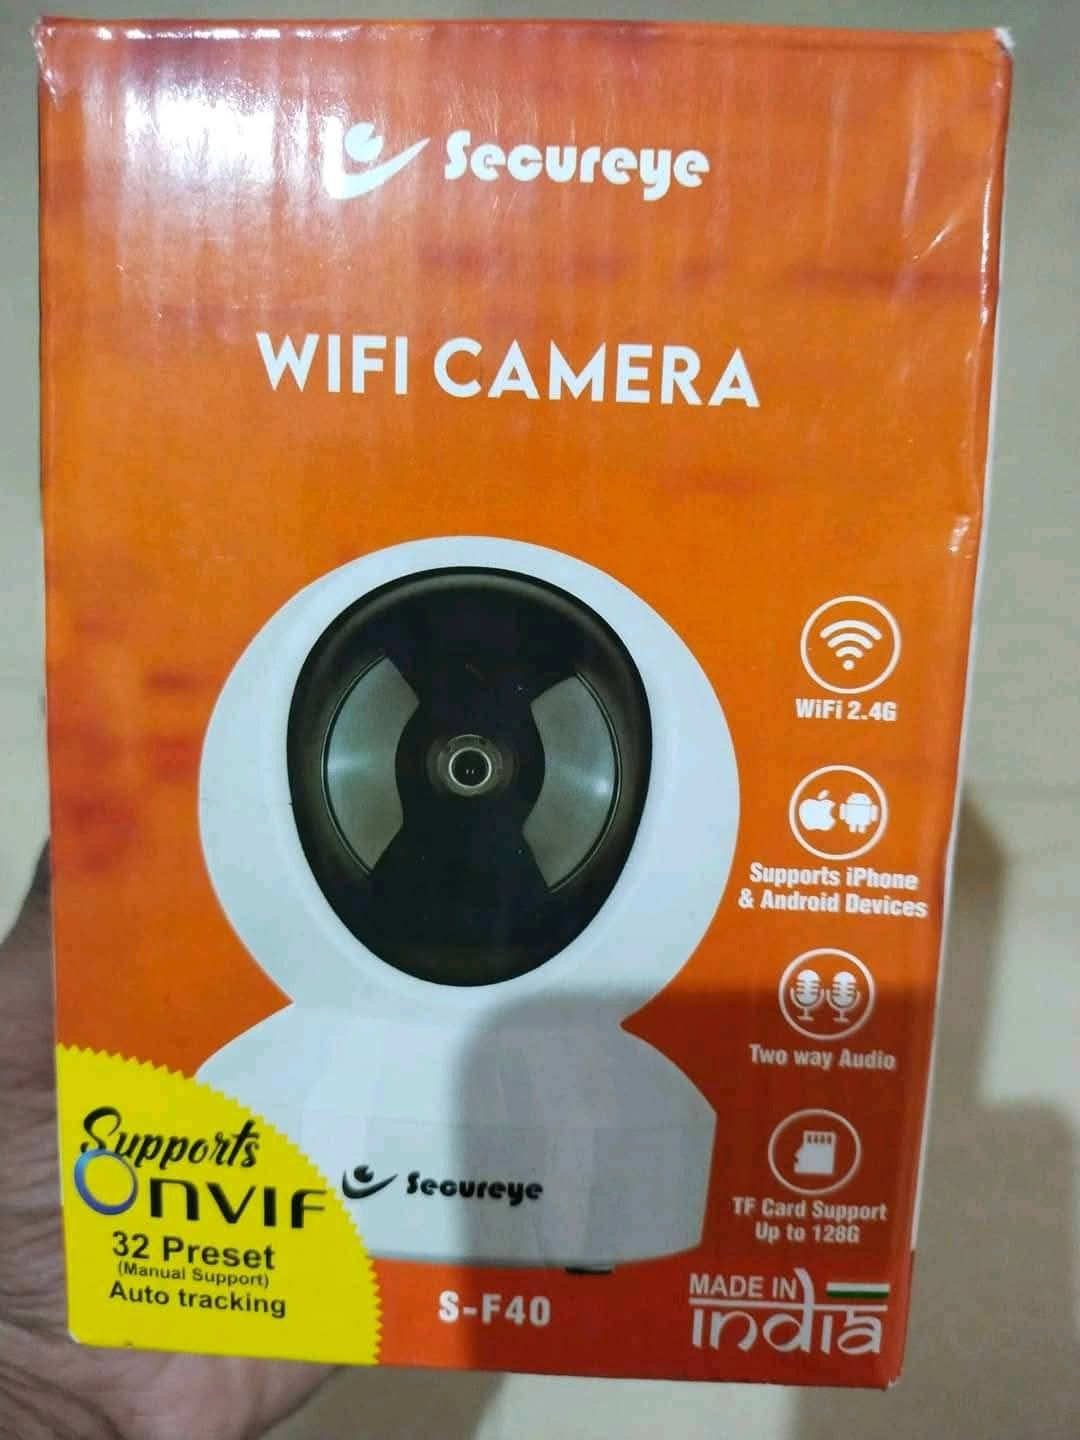 Secureye
WIFI CAMERA
WiFi 2.4G
Supports iPhone
& Android Devices
Two way Audio
TF Card Support
Up to 128G
Supports
ONVIF
32 Preset
(Manual Support)
Auto tracking
Secureye
S-F40
MADE IN
india